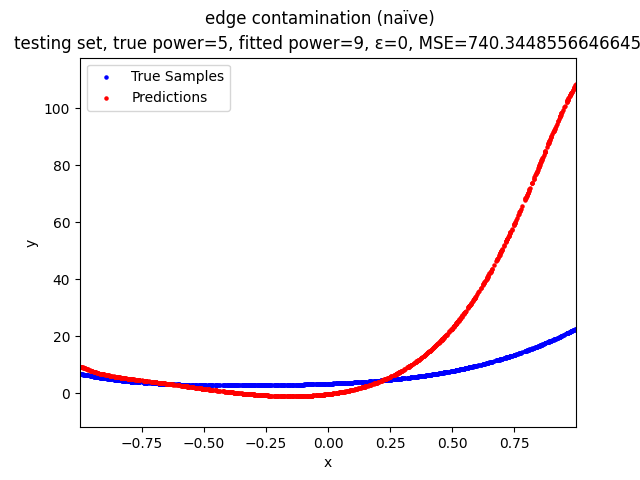 edge contamination (naïve)
testing set, true power=5, fitted power=9, ε=0, MSE=740.3448556646645
True Samples
Predictions
100
80
60
40
20
0
y
−0.75
−0.50
−0.25
0.00
0.25
0.50
0.75
x